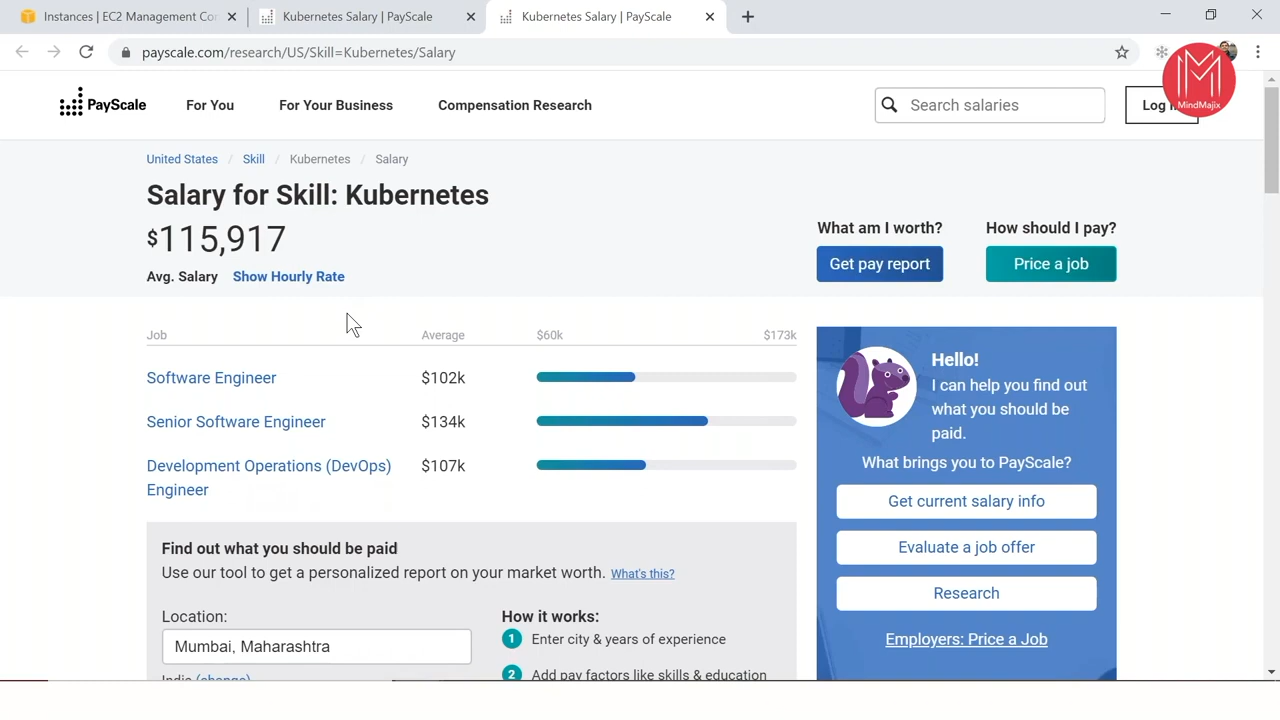 Instances | EC2 Management Co
Kubernetes Salary | PayScale
Kubernetes Salary | PayScale
payscale.com/research/US/Skill=Kubernetes/Salary
PayScale
For You
For Your Business
Compensation Research
Search salaries
Log
MindMajix
United States / Skill / Kubernetes / Salary
Salary for Skill: Kubernetes
$115,917
Avg. Salary Show Hourly Rate
What am I worth?
Get pay report
How should I pay?
Price a job
Job Average $60k $173k
Software Engineer $102k
Senior Software Engineer $134k
Development Operations (DevOps) $107k
Engineer
Find out what you should be paid
Use our tool to get a personalized report on your market worth. What's this?
Location:
Mumbai, Maharashtra
India (change)
How it works:
1 Enter city & years of experience
2 Add pay factors like skills & education
Hello!
I can help you find out
what you should be
paid.
What brings you to PayScale?
Get current salary info
Evaluate a job offer
Research
Employers: Price a Job